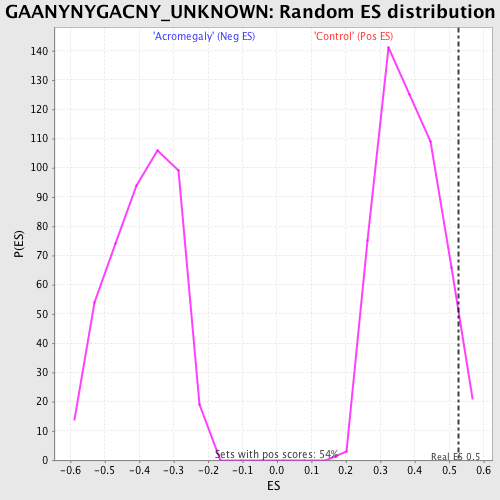 GAANYNYGACNY_UNKNOWN: Random ES distribution
'Acromegaly' (Neg ES) 'Control' (Pos ES)
140
130
120
110
100
90
80
70
60
50
40
30
20
10
0
P(ES)
Sets with pos scores: 54%
Real ES 0.5
-0.6 -0.5 -0.4 -0.3 -0.2 -0.1 0.0 0.1 0.2 0.3 0.4 0.5 0.6
ES